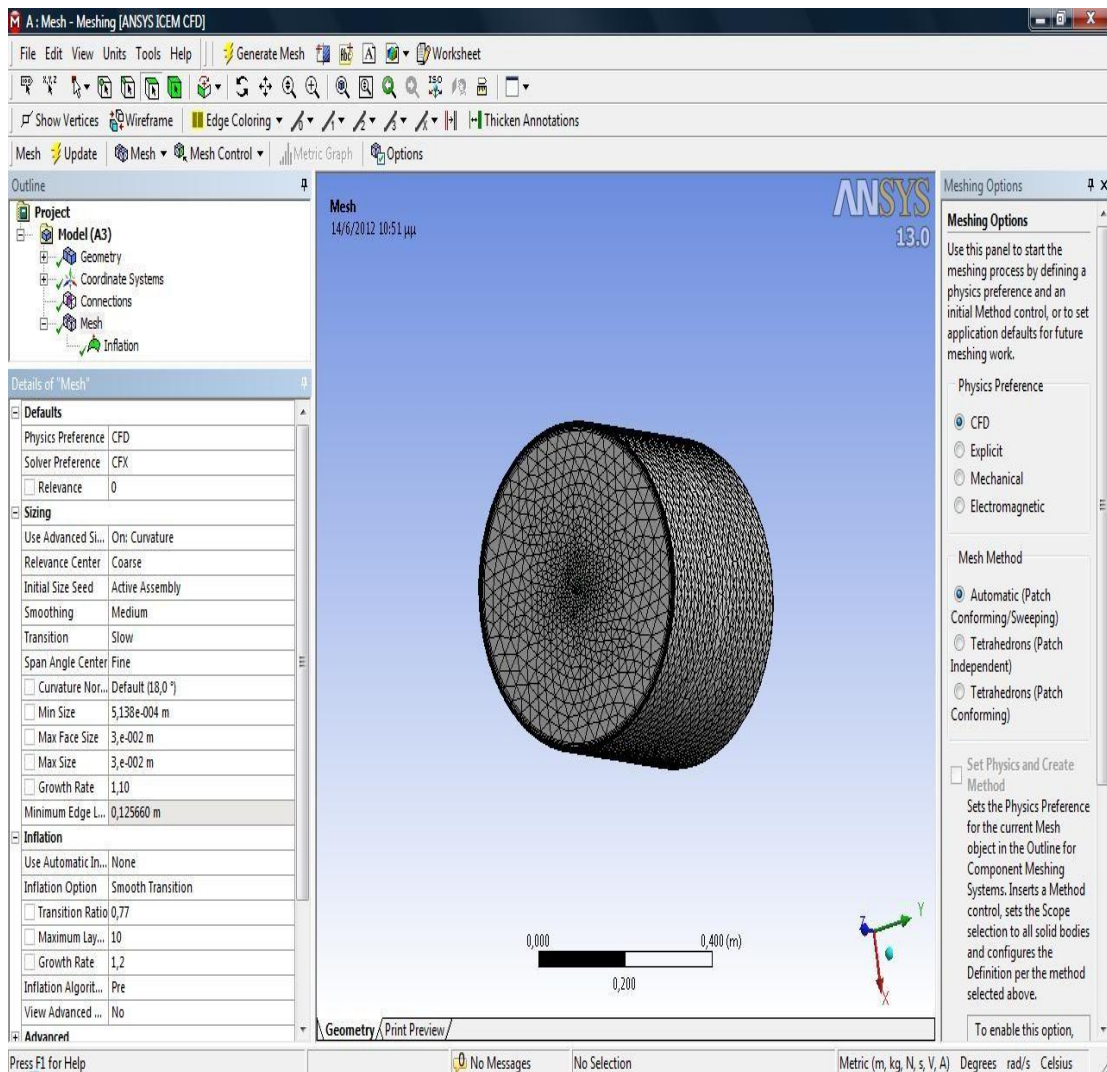 A : Mesh - Meshing [ANSYS ICEM CFD]
File Edit View Units Tools Help Generate Mesh A Worksheet
ISO
Show Vertices Wireframe Edge Coloring Thicken Annotations
Mesh Update Mesh Mesh Control Metric Graph Options
Outline
Project
Model (A3)
Geometry
Coordinate Systems
Connections
Mesh
Inflation
Details of "Mesh"
Defaults
Physics Preference CFD
Solver Preference CFX
Relevance 0
Sizing
Use Advanced Si... On: Curvature
Relevance Center Coarse
Initial Size Seed Active Assembly
Smoothing Medium
Transition Slow
Span Angle Center Fine
Curvature Nor... Default (18,0 °)
Min Size 5,138e-004 m
Max Face Size 3,e-002 m
Max Size 3,e-002 m
Growth Rate 1,10
Minimum Edge L... 0,125660 m
Inflation
Use Automatic In... None
Inflation Option Smooth Transition
Transition Ratio 0,77
Maximum Lay... 10
Growth Rate 1,2
Inflation Algorit... Pre
View Advanced ... No
Advanced
Mesh
14/6/2012 10:51 μμ
ANSYS
13.0
0,000 0,400 (m)
0,200
Z Y
X
Geometry Print Preview
Meshing Options
Meshing Options
Use this panel to start the
meshing process by defining a
physics preference and an
initial Method control, or to set
application defaults for future
meshing work.
Physics Preference
CFD
Explicit
Mechanical
Electromagnetic
Mesh Method
Automatic (Patch
Conforming/Sweeping)
Tetrahedrons (Patch
Independent)
Tetrahedrons (Patch
Conforming)
Set Physics and Create
Method
Sets the Physics Preference
for the current Mesh
object in the Outline for
Component Meshing
Systems. Inserts a Method
control, sets the Scope
selection to all solid bodies
and configures the
Definition per the method
selected above.
To enable this option,
Press F1 for Help 0 No Messages No Selection Metric (m, kg, N, s, V, A) Degrees rad/s Celsius